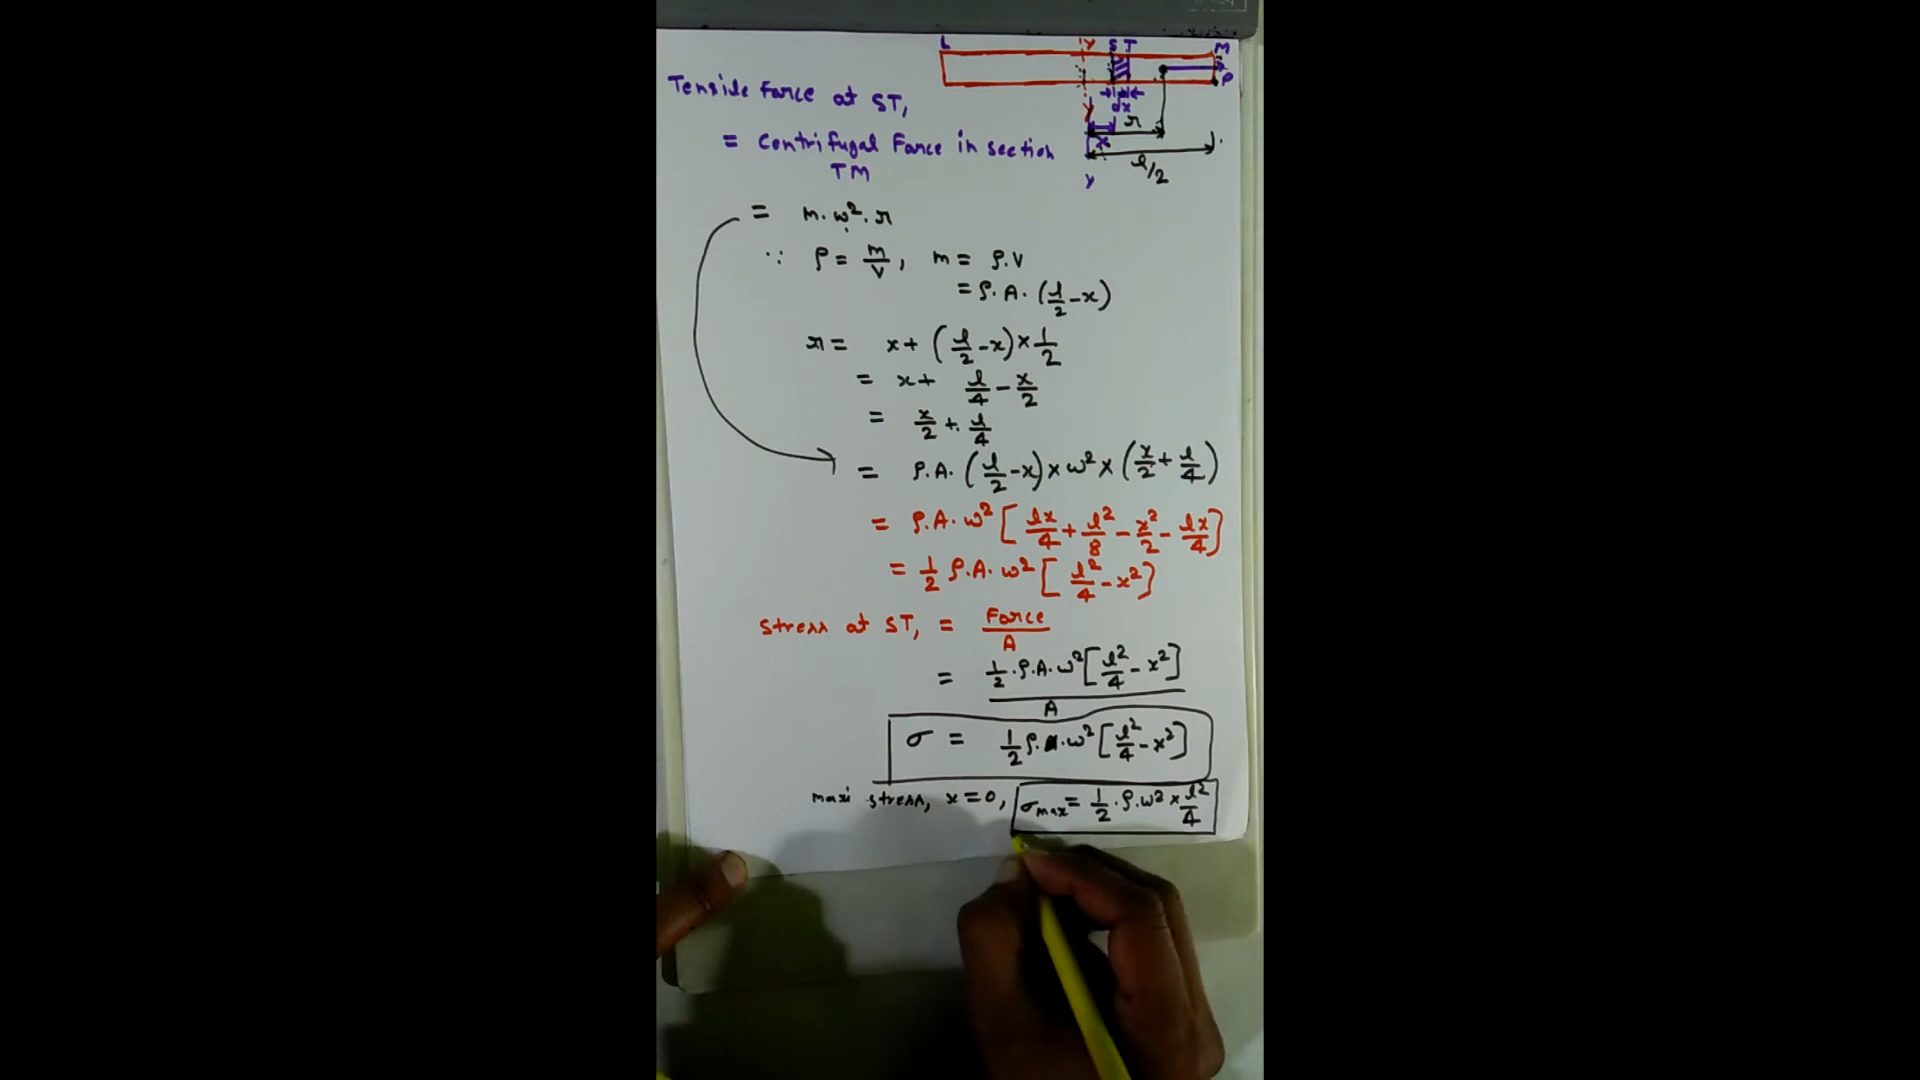 L Y S T M
P
Y dx
r
x
l/2
Y
Tensile Force at ST,
= Centrifugal Force in section
TM
= m.ω².r
∵ ρ = m/V, m = ρ.V
= ρ.A.(l/2-x)
r = x+(l/2-x)×1/2
= x+ l/4 - x/2
= x/2 + l/4
= ρ.A.(l/2-x)×ω²×(x/2+l/4)
= ρ.A.ω²[lx/4+l²/8-x²/2-lx/4]
= 1/2 ρ.A.ω²[l²/4-x²]
Stress at ST, = Force/A
= 1/2.ρ.A.ω²[l²/4-x²]/A
σ = 1/2 ρ.ω²[l²/4-x²]
maxi stress, x=0, σmax = 1/2.ρ.ω²×l²/4